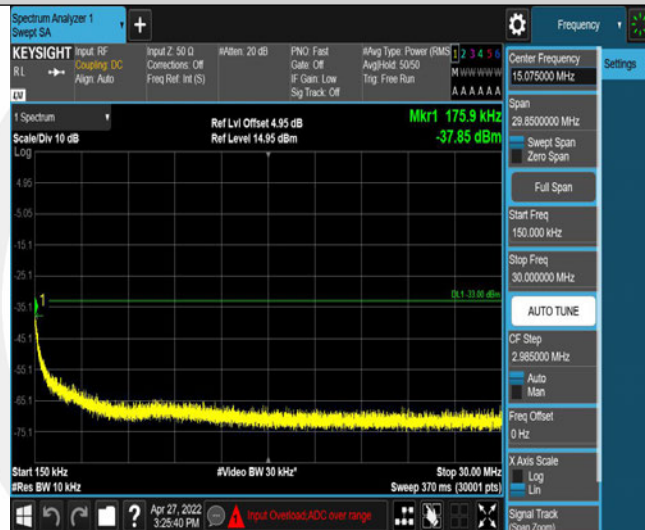 Spectrum Analyzer 1
Swept SA
Frequency
KEYSIGHT
RL
Input: RF
Coupling: DC
Align: Auto
Input Z: 50 Ω
Corrections: Off
Freq Ref: Int (S)
#Atten: 20 dB
PNO: Fast
Gate: Off
IF Gain: Low
Sig Track: Off
#Avg Type: Power (RMS
Avg|Hold: 50/50
Trig: Free Run
1 2 3 4 5 6
M W W W W W
A A A A A A
LXI
1 Spectrum
Scale/Div 10 dB
Log
Ref Lvl Offset 4.95 dB
Ref Level 14.95 dBm
Mkr1 175.9 kHz
-37.85 dBm
4.95
-5.05
-15.1
-25.1
-35.1
-45.1
-55.1
-65.1
-75.1
1
DL1 -33.00 dBm
Start 150 kHz
#Res BW 10 kHz
#Video BW 30 kHz*
Stop 30.00 MHz
Sweep 370 ms (30001 pts)
Center Frequency
15.075000 MHz
Span
29.8500000 MHz
Swept Span
Zero Span
Full Span
Start Freq
150.000 kHz
Stop Freq
30.000000 MHz
AUTO TUNE
CF Step
2.985000 MHz
Auto
Man
Freq Offset
0 Hz
X Axis Scale
Log
Lin
Signal Track
(Span Zoom)
Settings
Apr 27, 2022
3:25:40 PM
Input Overload;ADC over range